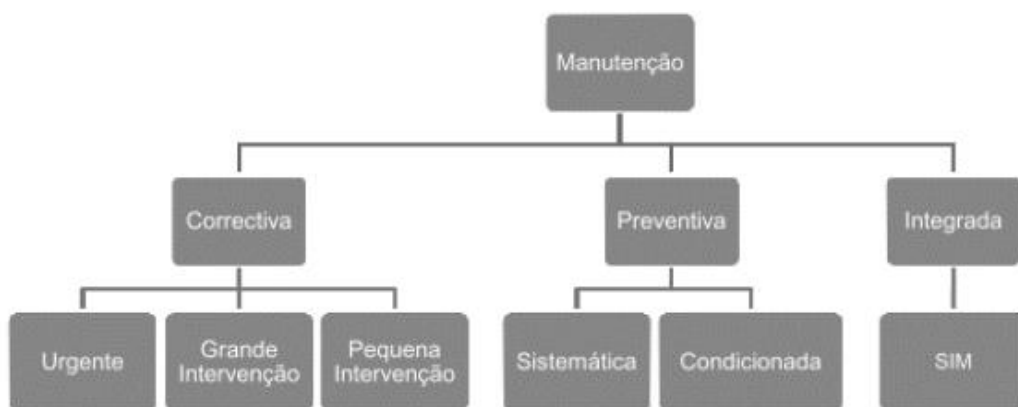 Manutenção
Correctiva
Preventiva
Integrada
Urgente
Grande
Intervenção
Pequena
Intervenção
Sistemática
Condicionada
SIM